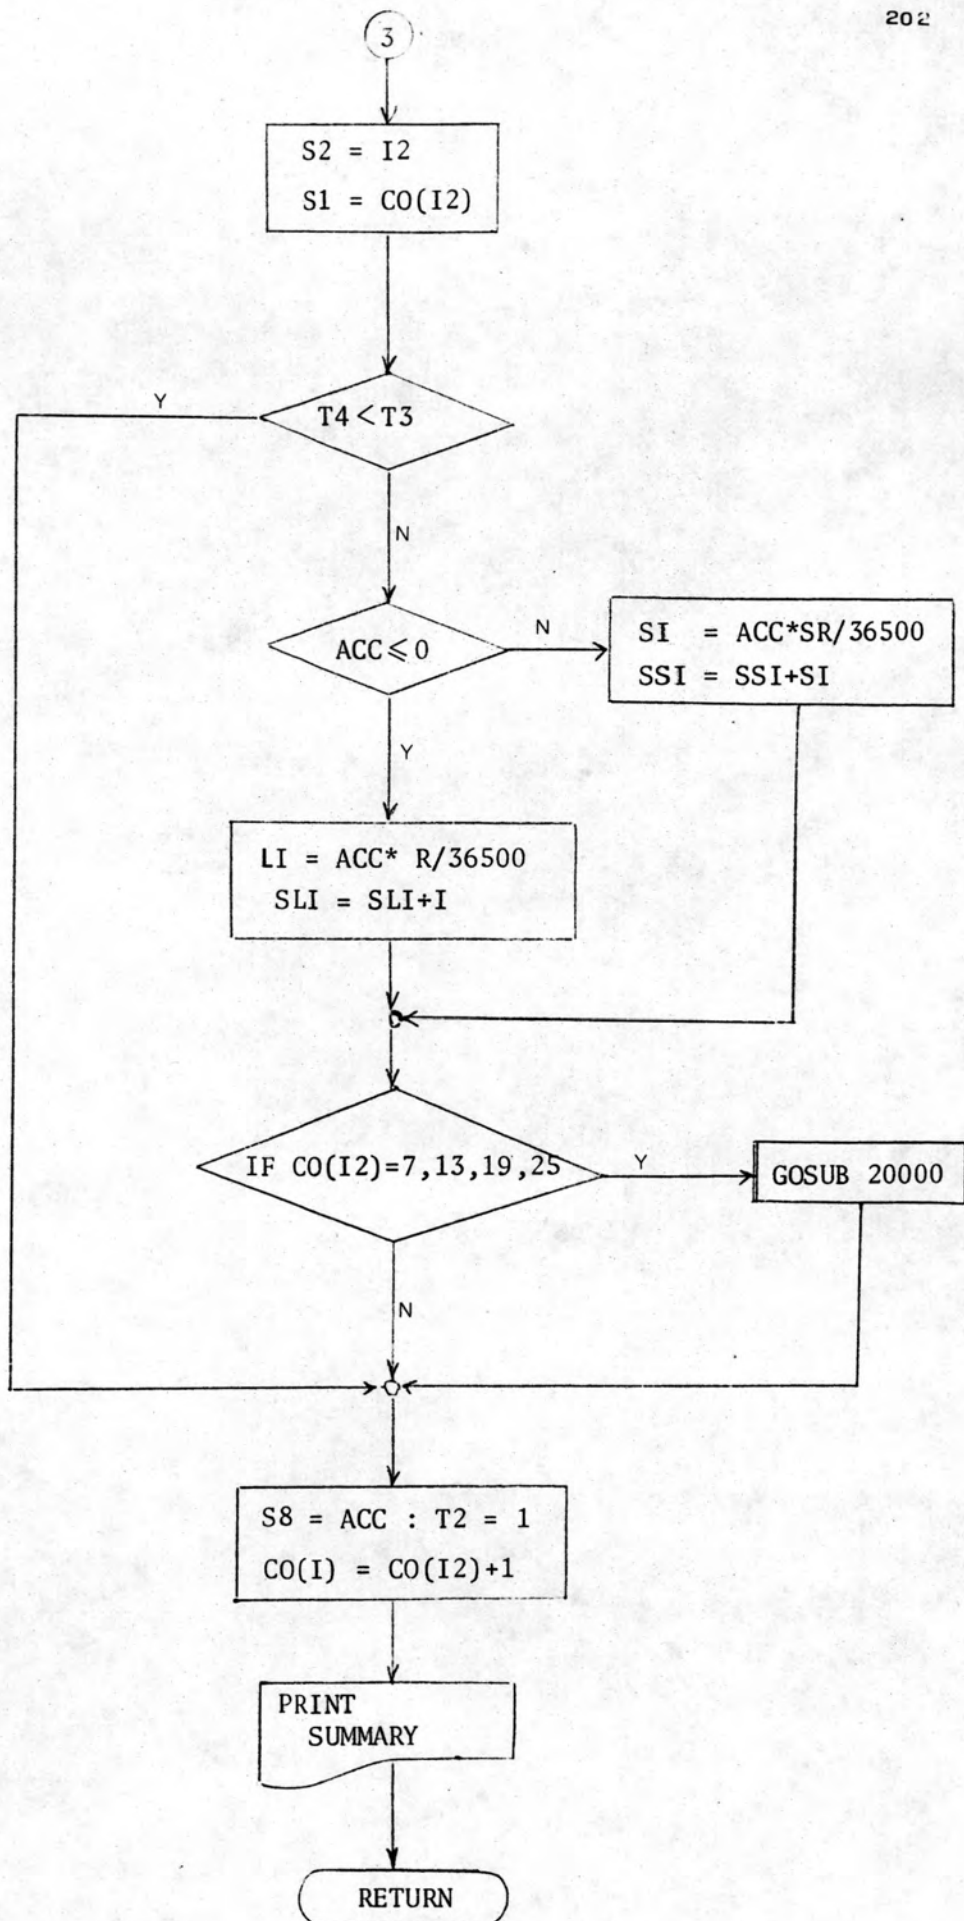 202
3
S2 = I2
S1 = CO(I2)
Y
T4<T3
N
ACC≤0
N
SI = ACC*SR/36500
SSI = SSI+SI
Y
LI = ACC* R/36500
SLI = SLI+I
IF CO(I2)=7,13,19,25
Y
GOSUB 20000
N
S8 = ACC : T2 = 1
CO(I) = CO(I2)+1
PRINT
SUMMARY
RETURN